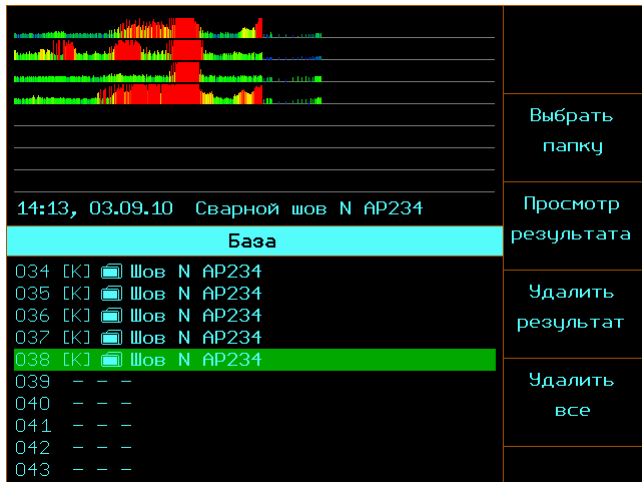 14:13, 03.09.10 Сварной шов N AP234
База
034 [K] Шов N AP234
035 [K] Шов N AP234
036 [K] Шов N AP234
037 [K] Шов N AP234
038 [K] Шов N AP234
039 - - -
040 - - -
041 - - -
042 - - -
043 - - -
Выбрать
папку
Просмотр
результата
Удалить
результат
Удалить
все